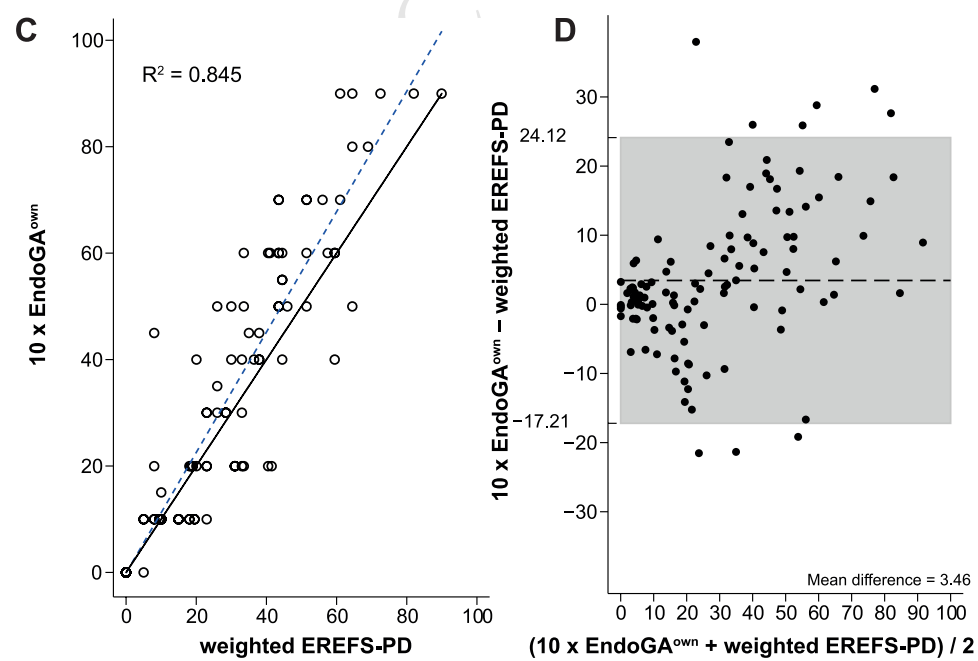 C
R² = 0.845
10 x EndoGAᵒʷⁿ
100
80
60
40
20
0
0 20 40 60 80 100
weighted EREFS-PD
D
10 x EndoGAᵒʷⁿ – weighted EREFS-PD
30
24.12
20
10
0
−10
−17.21
−20
−30
Mean difference = 3.46
0 10 20 30 40 50 60 70 80 90 100
(10 x EndoGAᵒʷⁿ + weighted EREFS-PD) / 2